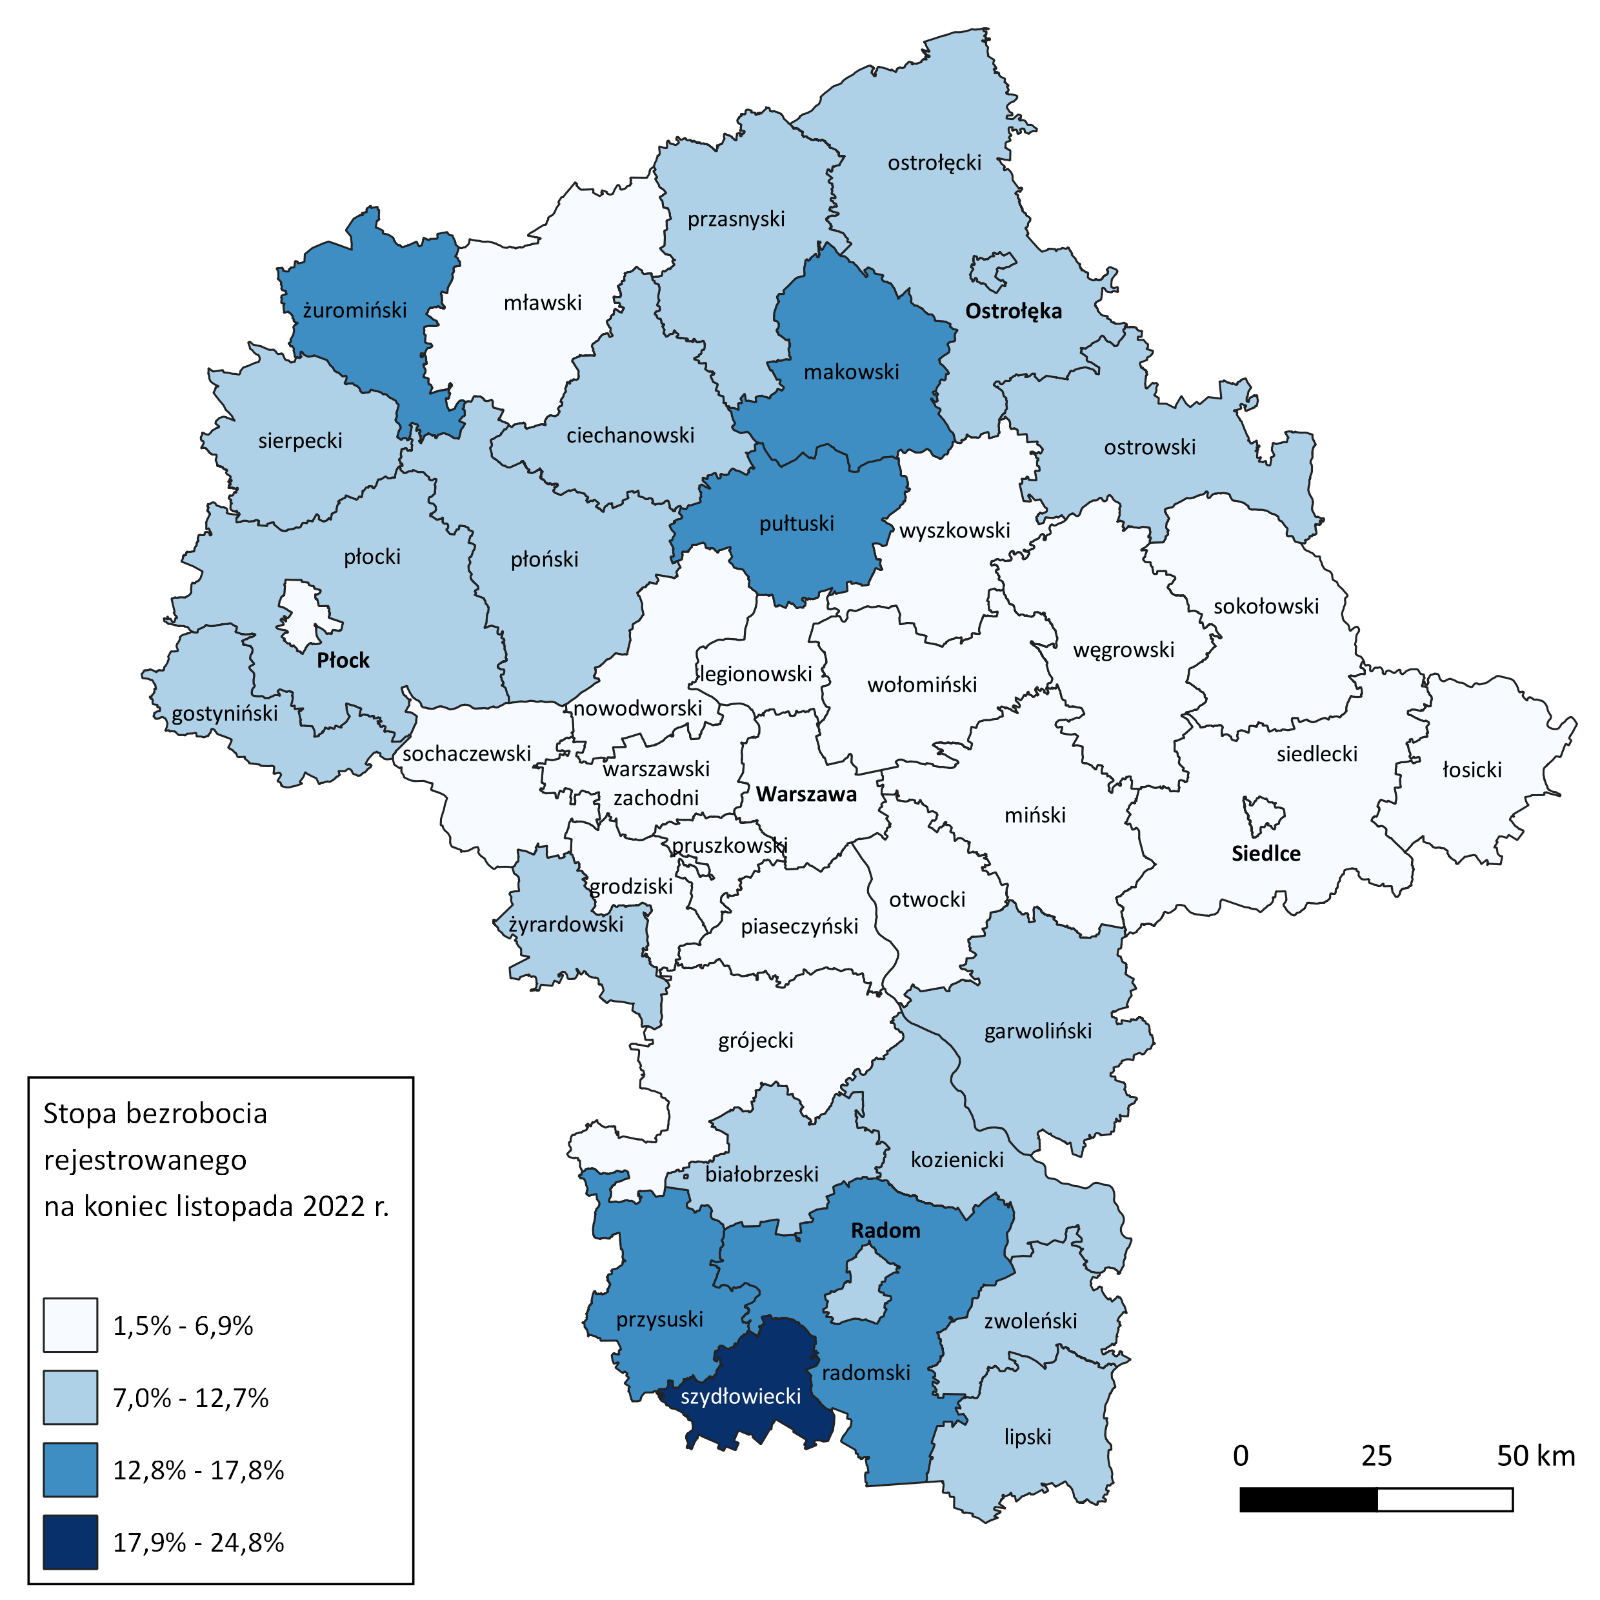 ostrołęcki
przasnyski
żuromiński
mławski
Ostrołęka
makowski
sierpecki
ciechanowski
ostrowski
pułtuski
wyszkowski
płocki
płoński
sokołowski
węgrowski
Płock
legionowski
wołomiński
gostyniński
nowodworski
sochaczewski
siedlecki
warszawski
zachodni
łosicki
Warszawa
miński
pruszkowski
Siedlce
grodziski
otwocki
żyrardowski
piaseczyński
garwoliński
grójecki
kozienicki
białobrzeski
Radom
przysuski
zwoleński
radomski
szydłowiecki
lipski
Stopa bezrobocia
rejestrowanego
na koniec listopada 2022 r.
1,5% - 6,9%
7,0% - 12,7%
12,8% - 17,8%
17,9% - 24,8%
0 25 50 km